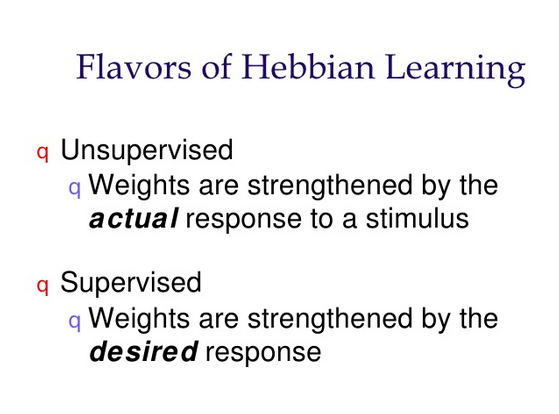 Flavors of Hebbian Learning
q Unsupervised
q Weights are strengthened by the
actual response to a stimulus
q Supervised
q Weights are strengthened by the
desired response